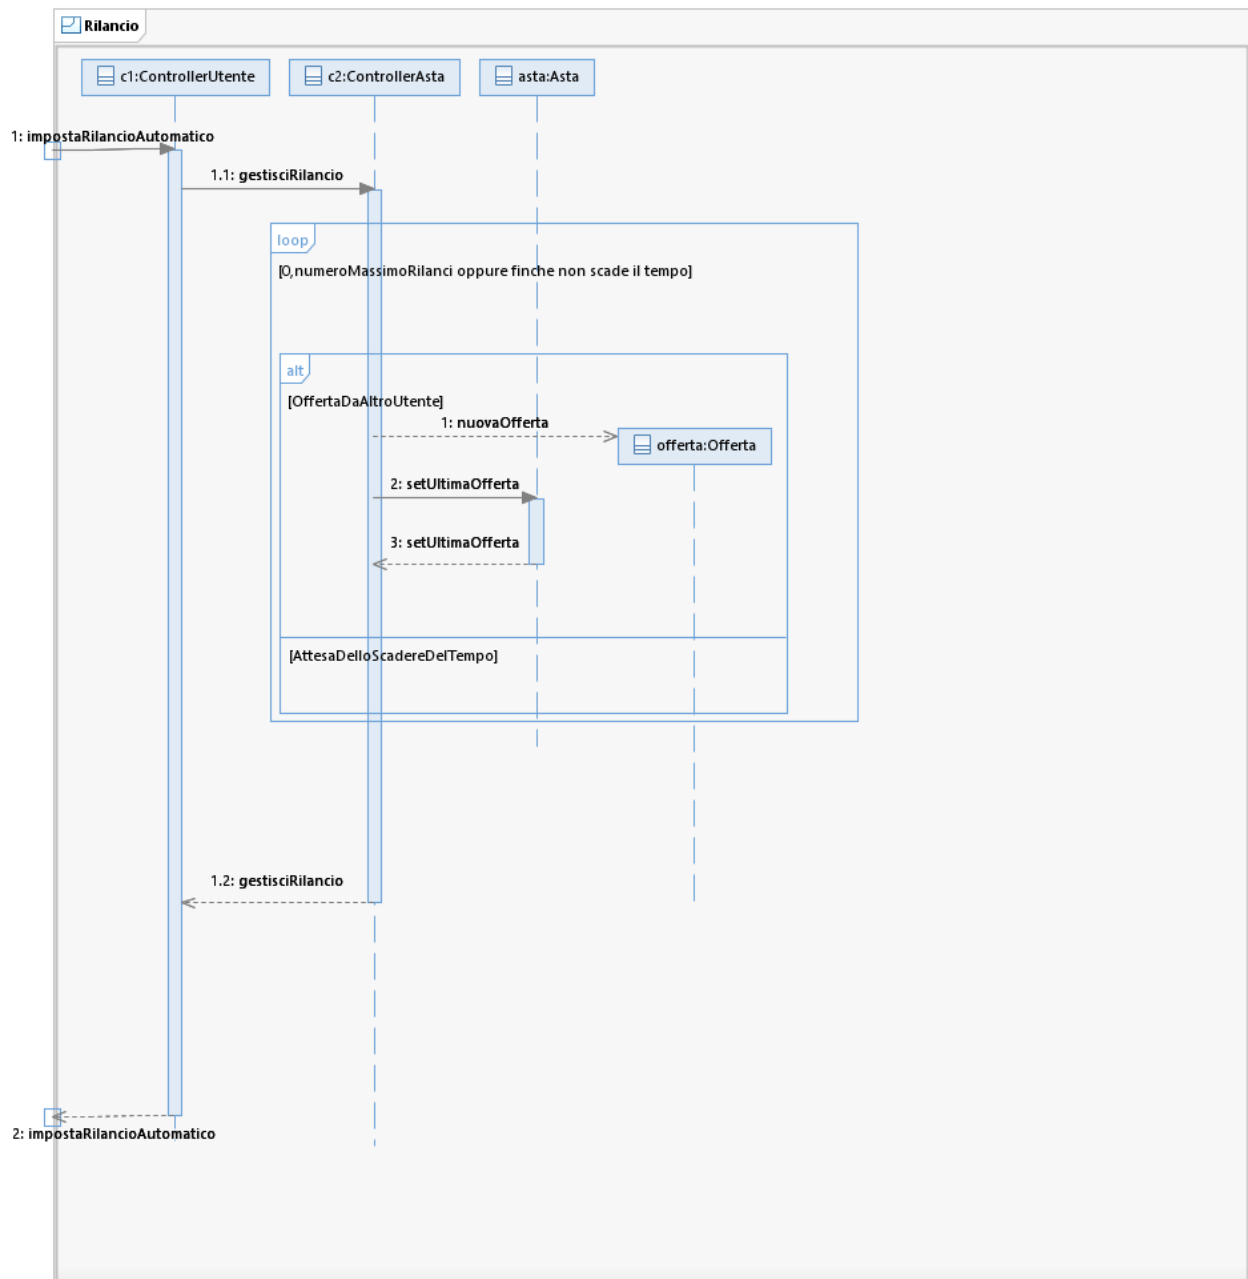 Rilancio
c1:ControllerUtente
c2:ControllerAsta
asta:Asta
1: impostaRilancioAutomatico
1.1: gestisciRilancio
loop
[0,numeroMassimoRilanci oppure finche non scade il tempo]
alt
[OffertaDaAltroUtente]
1: nuovaOfferta
offerta:Offerta
2: setUltimaOfferta
3: setUltimaOfferta
[AttesaDelloScadereDelTempo]
1.2: gestisciRilancio
2: impostaRilancioAutomatico